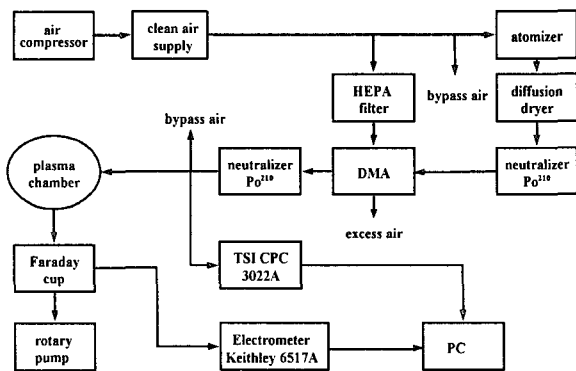 air
compressor
clean air
supply
atomizer
HEPA
filter
bypass air
diffusion
dryer
bypass air
plasma
chamber
neutralizer
Po²¹⁰
DMA
neutralizer
Po²¹⁰
excess air
Faraday
cup
TSI CPC
3022A
rotary
pump
Electrometer
Keithley 6517A
PC